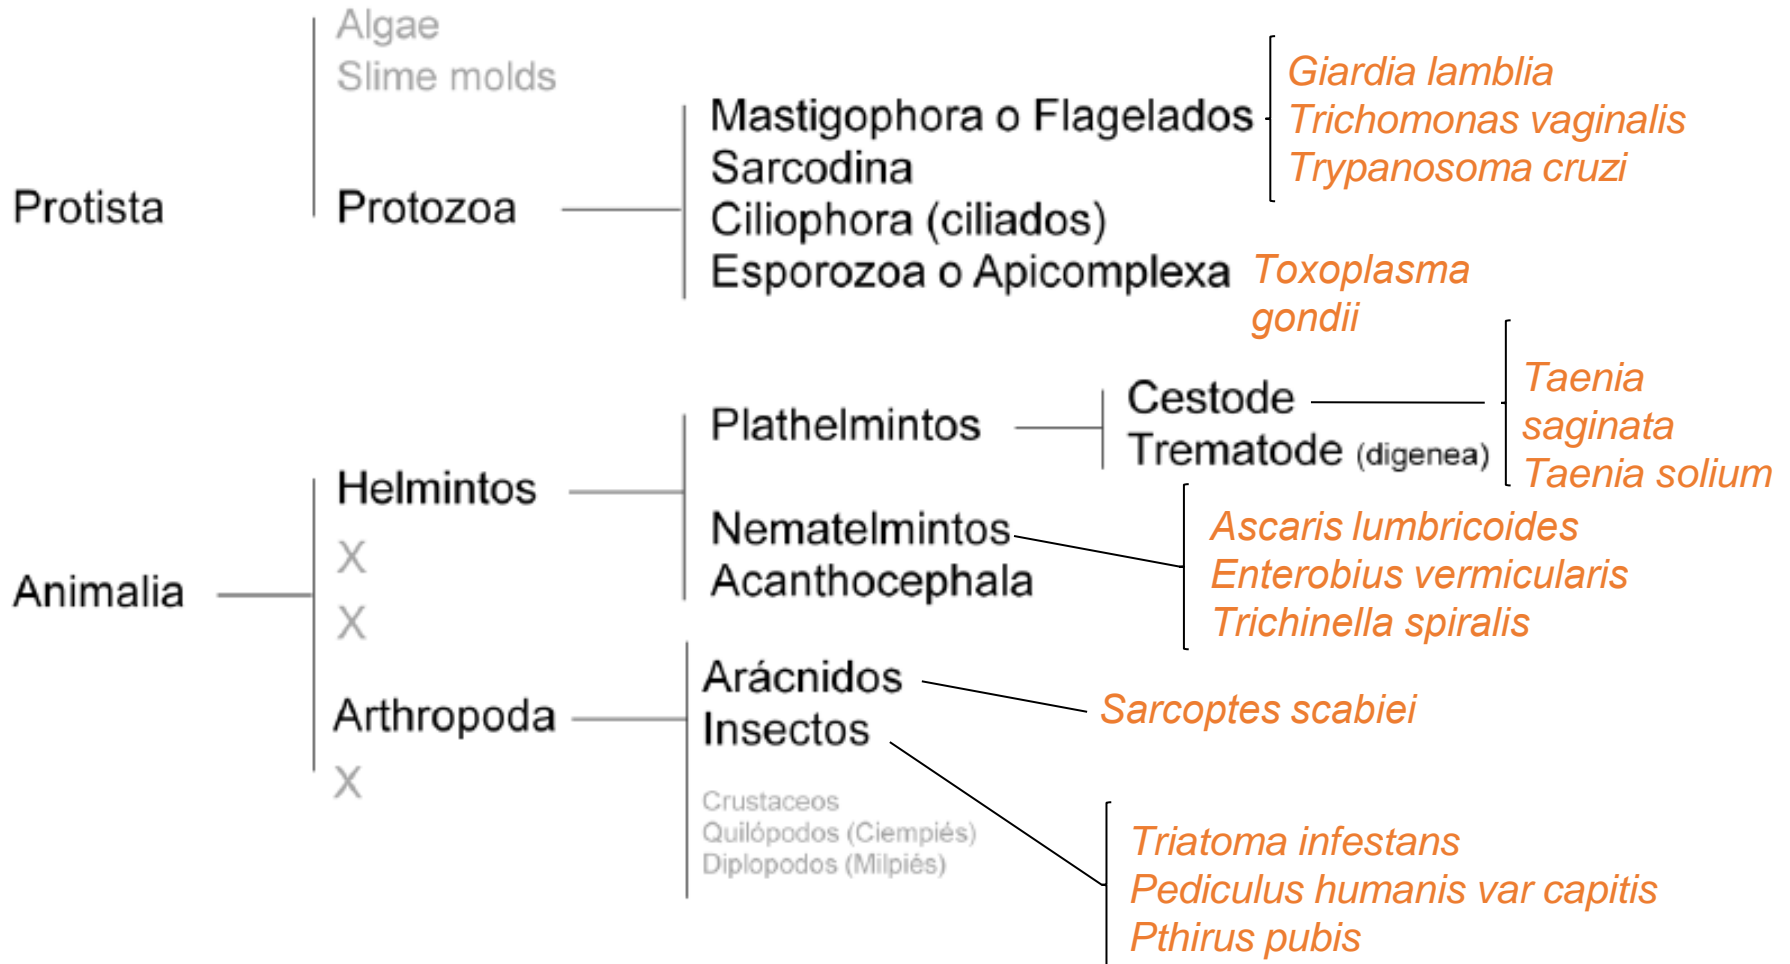 Algae
Slime molds
Protista
Protozoa
Mastigophora o Flagelados
Sarcodina
Ciliophora (ciliados)
Esporozoa o Apicomplexa
Giardia lamblia
Trichomonas vaginalis
Trypanosoma cruzi
Toxoplasma
gondii
Animalia
Helmintos
X
X
Arthropoda
X
Plathelmintos
Cestode
Trematode (digenea)
Taenia
saginata
Taenia solium
Nematelmintos
Acanthocephala
Ascaris lumbricoides
Enterobius vermicularis
Trichinella spiralis
Arácnidos
Insectos
Crustaceos
Quilópodos (Ciempiés)
Diplopodos (Milpiés)
Sarcoptes scabiei
Triatoma infestans
Pediculus humanis var capitis
Pthirus pubis